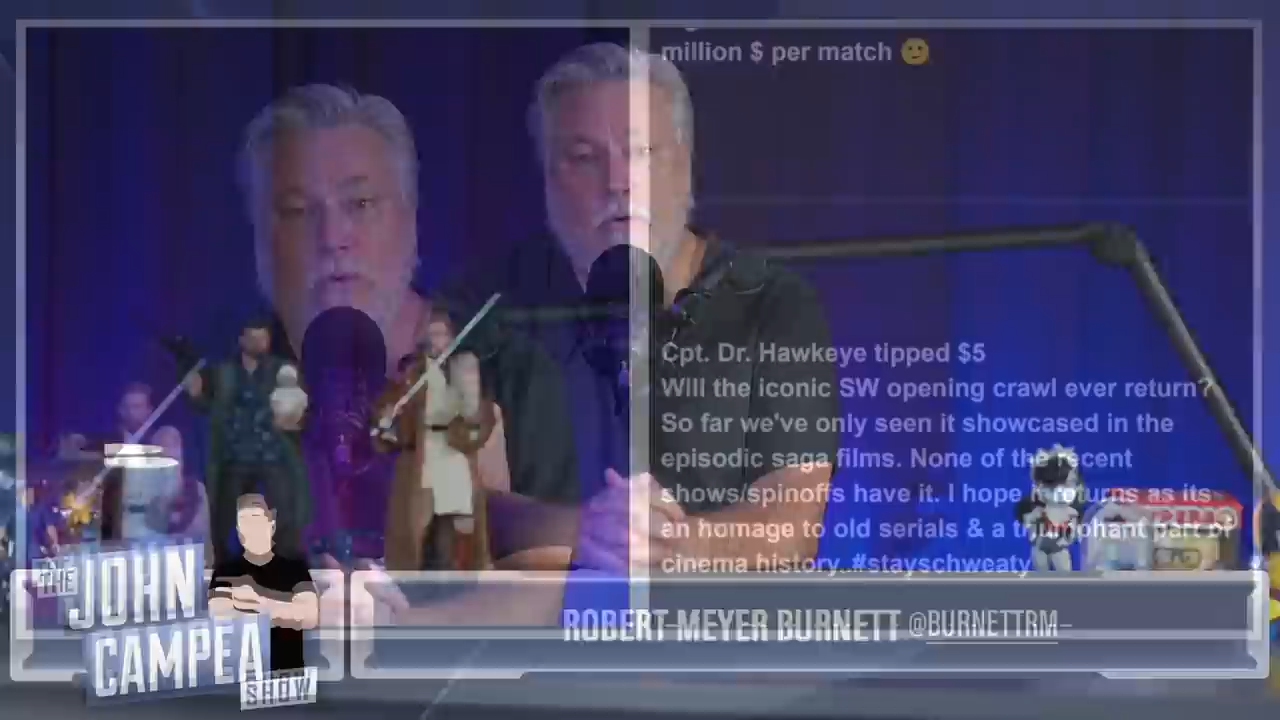 million $ per match 🙂
Cpt. Dr. Hawkeye tipped $5
Will the iconic SW opening crawl ever return?
So far we've only seen it showcased in the
episodic saga films. None of the recent
shows/spinoffs have it. I hope it returns as its
an homage to old serials & a triumphant part of
cinema history..#stayschweaty
THE
JOHN
CAMPEA
SHOW
ROBERT MEYER BURNETT @BURNETTRM